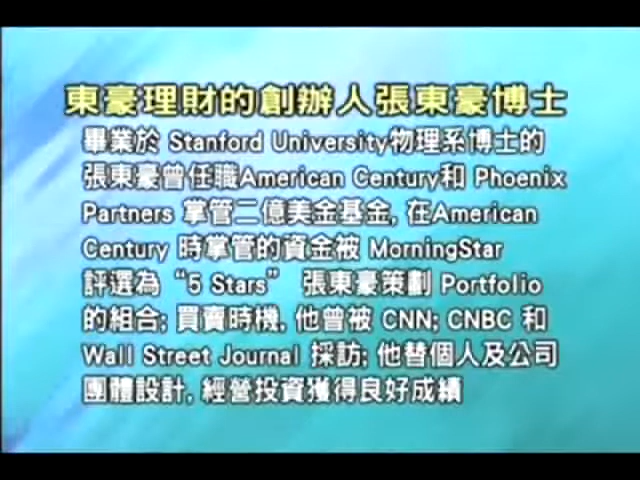 東豪理財的創辦人張東豪博士
畢業於 Stanford University物理系博士的
張東豪曾任職American Century和 Phoenix
Partners 掌管二億美金基金, 在American
Century 時掌管的資金被 MorningStar
評選為“5 Stars” 張東豪策劃 Portfolio
的組合; 買賣時機, 他曾被 CNN; CNBC 和
Wall Street Journal 採訪; 他替個人及公司
團體設計, 經營投資獲得良好成績